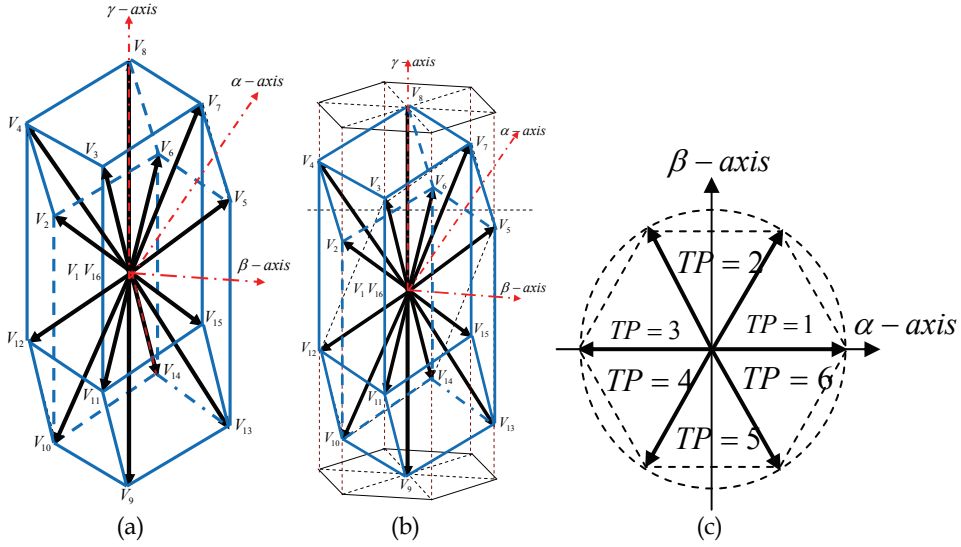 γ - axis
V8
α - axis
V7
V4
V3
V6
V5
V2
V1 V16
β - axis
V15
V12
V14
V11
V13
V10
V9
(a)
γ - axis
V8
α - axis
V7
V4
V6
V3
V5
V2
V1 V16
β - axis
V15
V12
V14
V11
V13
V10
V9
(b)
β - axis
TP = 2
TP = 3
TP = 1
α - axis
TP = 4
TP = 6
TP = 5
(c)